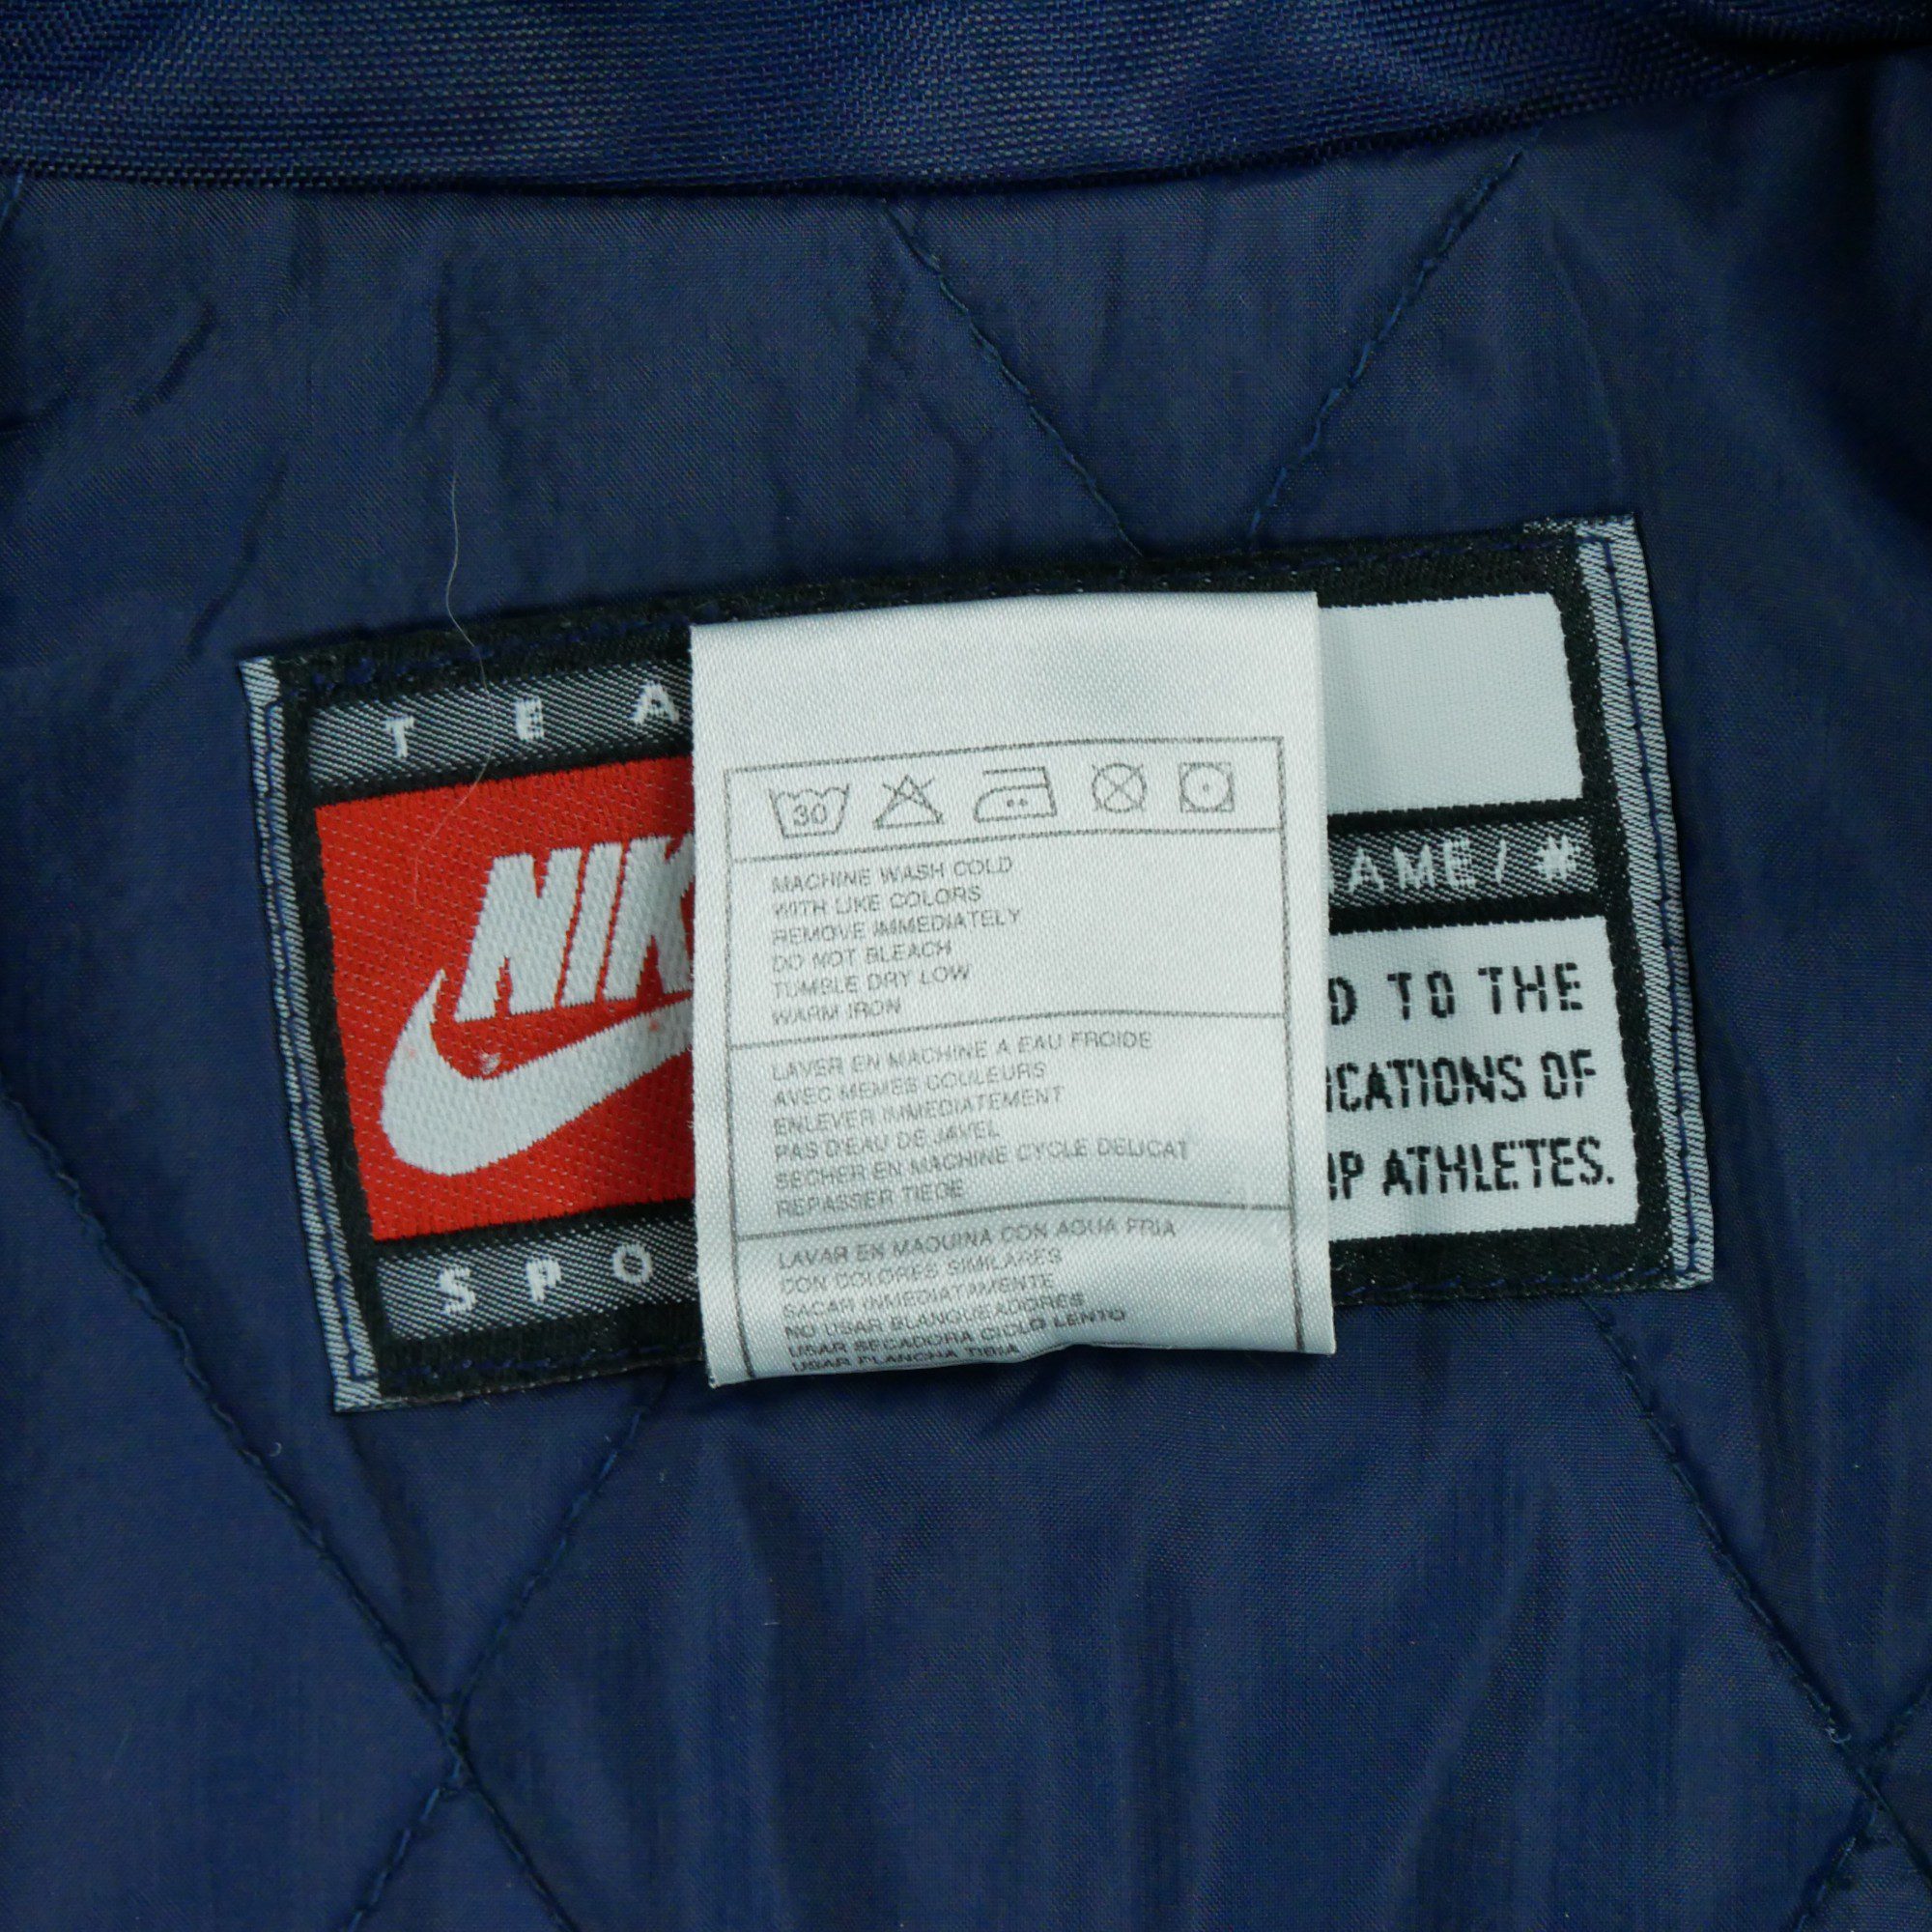 TEA
NIK
SPO
30
MACHINE WASH COLD
WITH LIKE COLORS
REMOVE IMMEDIATELY
DO NOT BLEACH
TUMBLE DRY LOW
WARM IRON
LAVER EN MACHINE A EAU FROIDE
AVEC MEMES COULEURS
ENLEVER IMMEDIATEMENT
PAS D'EAU DE JAVEL
SECHER EN MACHINE CYCLE DELICAT
REPASSER TIEDE
LAVAR EN MAQUINA CON AGUA FRIA
CON COLORES SIMILARES
SACAR INMEDIATAMENTE
NO USAR BLANQUEADORES
USAR SECADORA CICLO LENTO
USAR PLANCHA TIBIA
AME/#
D TO THE
ICATIONS OF
IP ATHLETES.